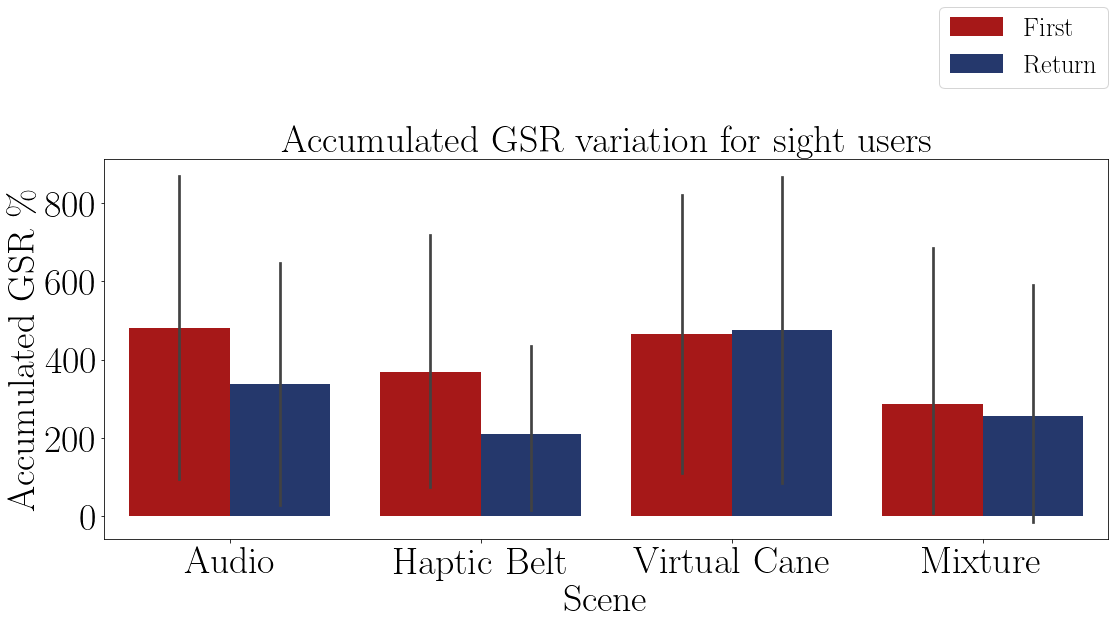 First
Return
Accumulated GSR variation for sight users
Accumulated GSR %
800
600
400
200
0
Audio
Haptic Belt
Virtual Cane
Mixture
Scene